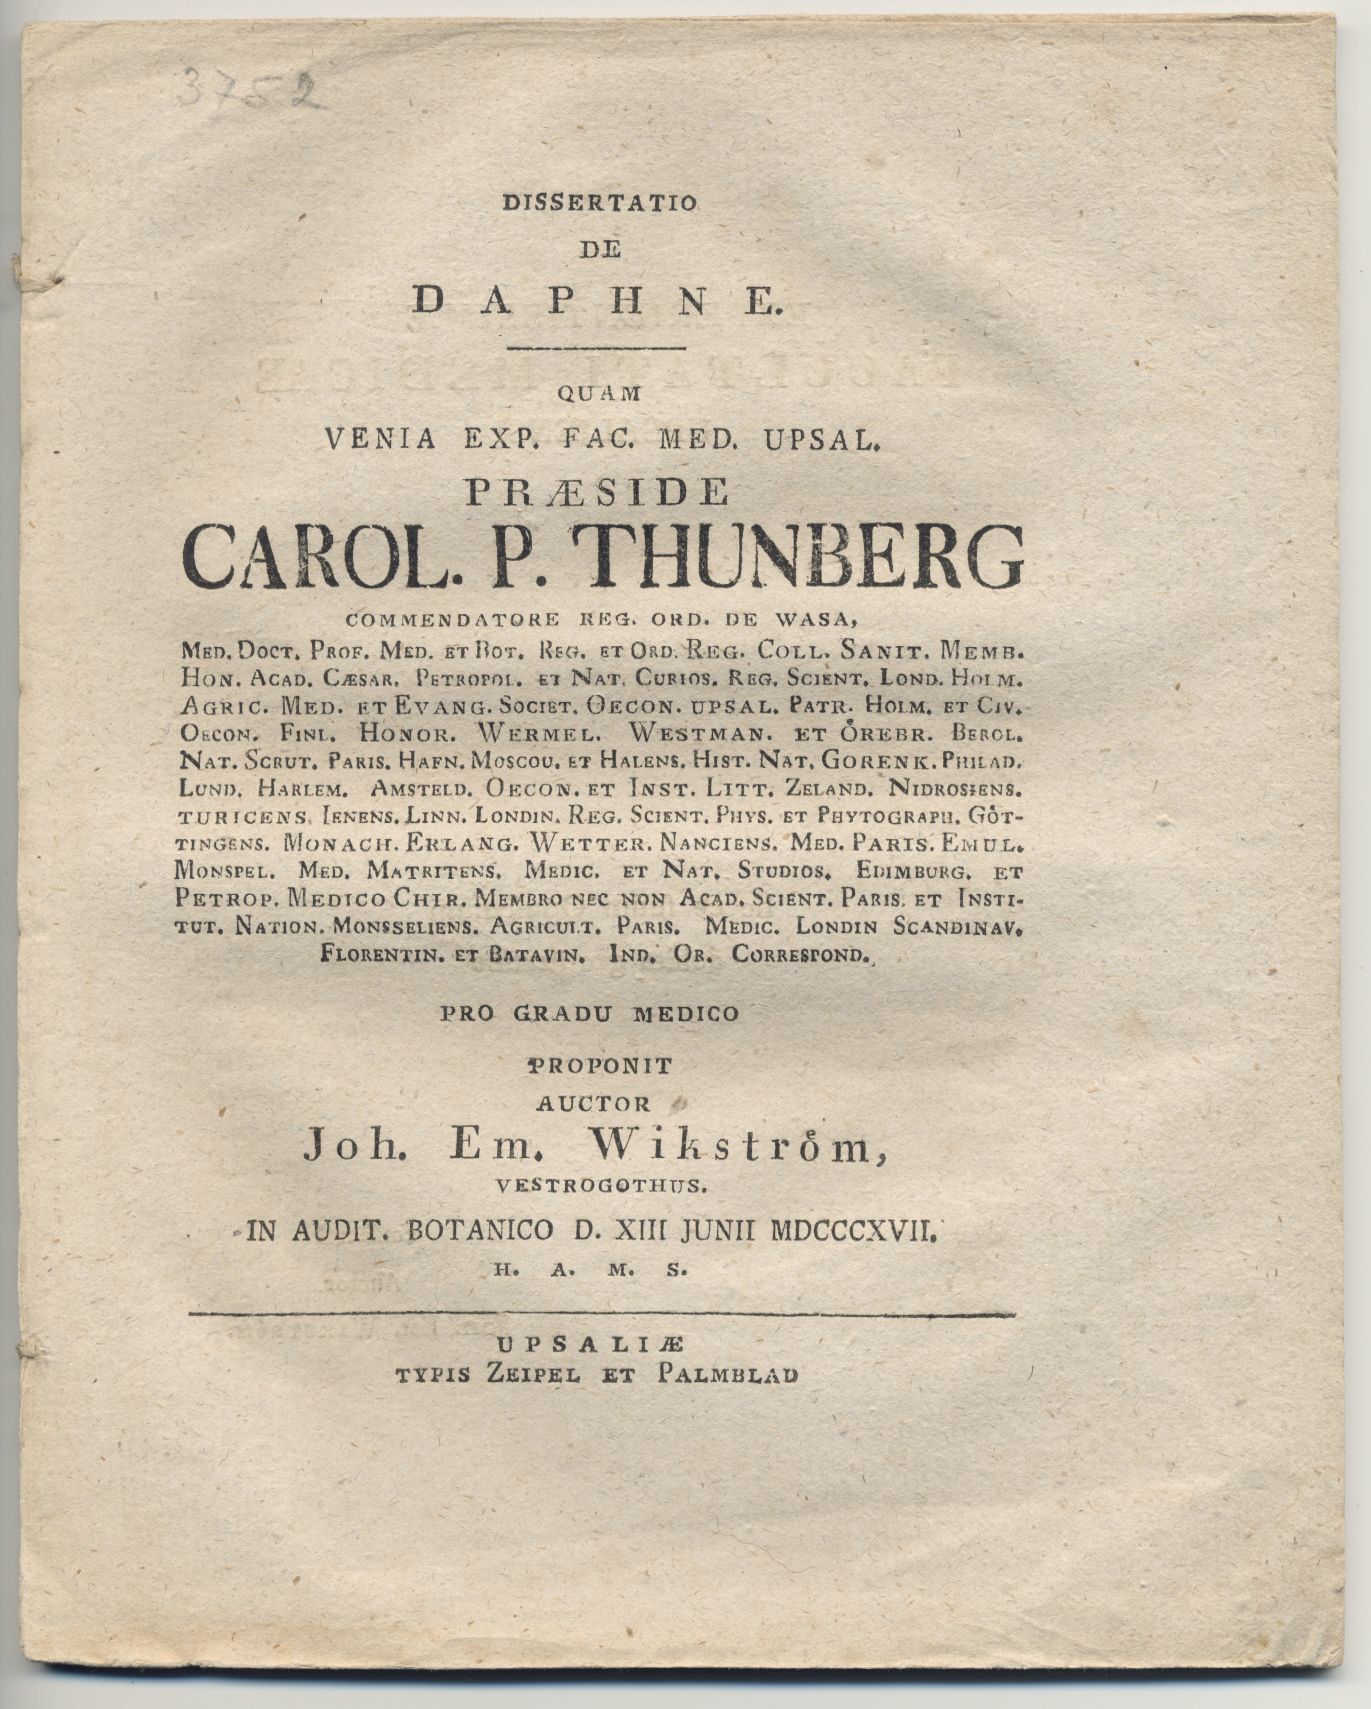 3752
DISSERTATIO
DE
DAPHNE.
QUAM
VENIA EXP. FAC. MED. UPSAL.
PRÆSIDE
CAROL. P. THUNBERG
COMMENDATORE REG. ORD. DE WASA,
MED. DOCT. PROF. MED. ET BOT. REG. ET ORD. REG. COLL. SANIT. MEMB.
HON. ACAD. CÆSAR. PETROPOL. ET NAT. CURIOS. REG. SCIENT. LOND. HOLM.
AGRIC. MED. ET EVANG. SOCIET. OECON. UPSAL. PATR. HOLM. ET CIV.
OECON. FINL. HONOR. WERMEL. WESTMAN. ET OͤREBR. BEROL.
NAT. SCRUT. PARIS. HAFN. MOSCOU. ET HALENS. HIST. NAT. GORENK. PHILAD.
LUND. HARLEM. AMSTELD. OECON. ET INST. LITT. ZELAND. NIDROSIENS.
TURICENS. IENENS. LINN. LONDIN. REG. SCIENT. PHYS. ET PHYTOGRAPH. GOͤT-
TINGENS. MONACH. ERLANG. WETTER. NANCIENS. MED. PARIS. EMUL.
MONSPEL. MED. MATRITENS. MEDIC. ET NAT. STUDIOS. EDIMBURG. ET
PETROP. MEDICO CHIR. MEMBRO NEC NON ACAD. SCIENT. PARIS. ET INSTI-
TUT. NATION. MONSSELIENS. AGRICULT. PARIS. MEDIC. LONDIN SCANDINAV.
FLORENTIN. ET BATAVIN. IND. OR. CORRESPOND.
PRO GRADU MEDICO
PROPONIT
AUCTOR
Joh. Em. Wikstroͤm,
VESTROGOTHUS.
IN AUDIT. BOTANICO D. XIII JUNII MDCCCXVII.
H. A. M. S.
UPSALIÆ
TYPIS ZEIPEL ET PALMBLAD